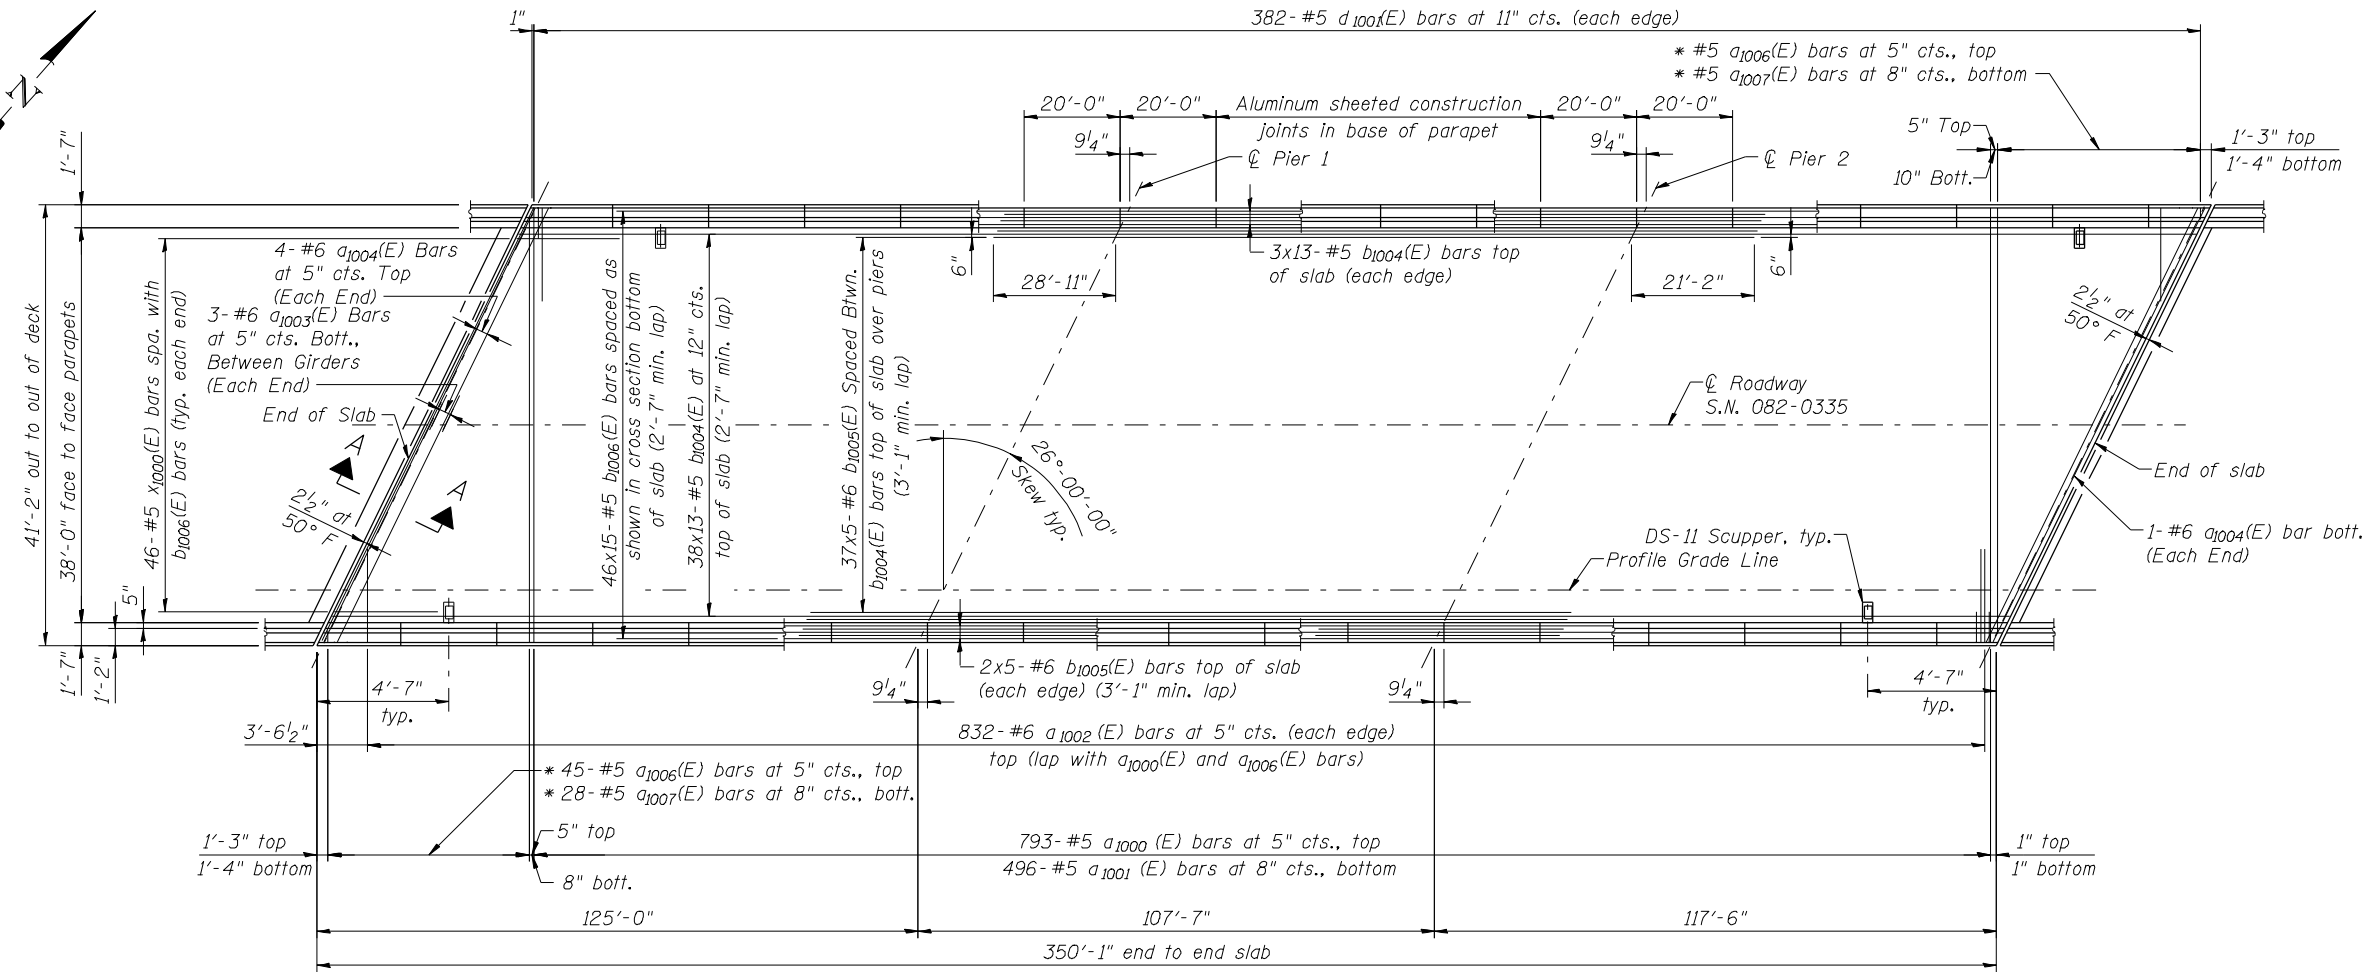 1"
382-#5 d1001(E) bars at 11" cts. (each edge)
* #5 a1006(E) bars at 5" cts., top
* #5 a1007(E) bars at 8" cts., bottom
N
20'-0"
20'-0"
Aluminum sheeted construction
joints in base of parapet
20'-0"
20'-0"
9¼"
9¼"
℄ Pier 1
℄ Pier 2
5" Top
10" Bott.
1'-3" top
1'-4" bottom
1'-7"
41'-2" out to out of deck
38'-0" face to face parapets
5"
1'-7"
1'-2"
46-#5 x1000(E) bars spa. with
b1006(E) bars (typ. each end)
4-#6 a1004(E) Bars
at 5" cts. Top
(Each End)
3-#6 a1003(E) Bars
at 5" cts. Bott.,
Between Girders
(Each End)
End of Slab
A
A
2½" at
50° F
46x15-#5 b1006(E) bars spaced as
shown in cross section bottom
of slab (2'-7" min. lap)
38x13-#5 b1004(E) at 12" cts.
top of slab (2'-7" min. lap)
37x5-#6 b1005(E) Spaced Btwn.
b1004(E) bars top of slab over piers
(3'-1" min. lap)
6"
28'-11"
3x13-#5 b1004(E) bars top
of slab (each edge)
21'-2"
6"
26°-00'-00"
Skew typ.
℄ Roadway
S.N. 082-0335
2½" at
50° F
End of slab
1-#6 a1004(E) bar bott.
(Each End)
DS-11 Scupper, typ.
Profile Grade Line
4'-7"
typ.
3'-6½"
9¼"
2x5-#6 b1005(E) bars top of slab
(each edge) (3'-1" min. lap)
9¼"
4'-7"
typ.
832-#6 a1002 (E) bars at 5" cts. (each edge)
top (lap with a1000(E) and a1006(E) bars)
* 45-#5 a1006(E) bars at 5" cts., top
* 28-#5 a1007(E) bars at 8" cts., bott.
1'-3" top
1'-4" bottom
5" top
8" bott.
793-#5 a1000 (E) bars at 5" cts., top
496-#5 a1001 (E) bars at 8" cts., bottom
1" top
1" bottom
125'-0"
107'-7"
117'-6"
350'-1" end to end slab